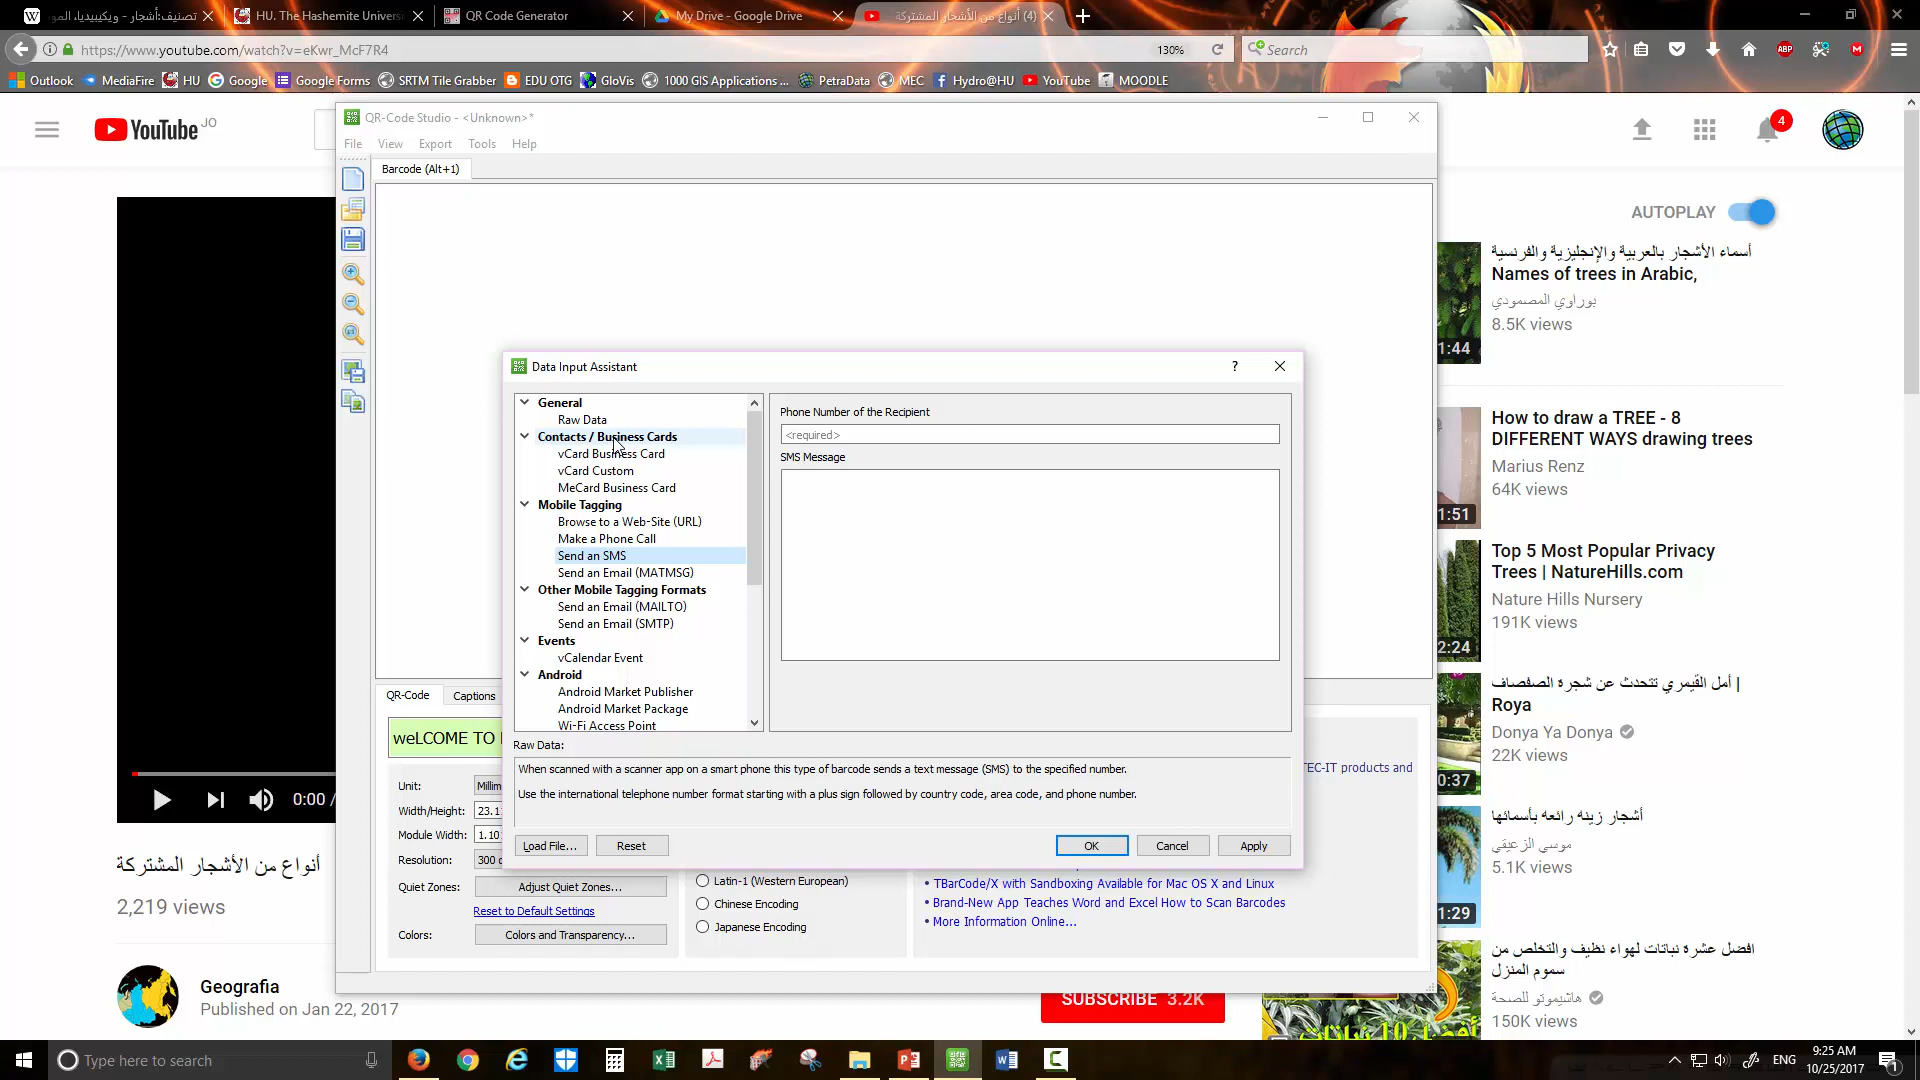 تصنيف:أشجار - ويكيبيديا، المو
HU. The Hashemite Univers
QR Code Generator
My Drive - Google Drive
(4) أنواع من الأشجار المشتركة
https://www.youtube.com/watch?v=eKwr_McF7R4
130%
Search
Outlook
MediaFire
HU
Google
Google Forms
SRTM Tile Grabber
EDU OTG
GloVis
1000 GIS Applications ...
PetraData
MEC
Hydro@HU
YouTube
MOODLE
YouTube JO
4
QR-Code Studio - <Unknown>*
File View Export Tools Help
Barcode (Alt+1)
AUTOPLAY
أسماء الأشجار بالعربية والإنجليزية والفرنسية
Names of trees in Arabic,
بوراوي المصمودي
8.5K views
1:44
How to draw a TREE - 8
DIFFERENT WAYS drawing trees
Marius Renz
64K views
1:51
Top 5 Most Popular Privacy
Trees | NatureHills.com
Nature Hills Nursery
191K views
2:24
أمل القيمري تتحدث عن شجرة الصفصاف |
Roya
Donya Ya Donya
22K views
0:37
أشجار زينه رائعه بأسمائها
موسي الزعيقي
5.1K views
1:29
افضل عشرة نباتات لهواء نظيف والتخلص من
سموم المنزل
هاشيموتو للصحة
150K views
Data Input Assistant
?
General
Raw Data
Contacts / Business Cards
vCard Business Card
vCard Custom
MeCard Business Card
Mobile Tagging
Browse to a Web-Site (URL)
Make a Phone Call
Send an SMS
Send an Email (MATMSG)
Other Mobile Tagging Formats
Send an Email (MAILTO)
Send an Email (SMTP)
Events
vCalendar Event
Android
Android Market Publisher
Android Market Package
Wi-Fi Access Point
Phone Number of the Recipient
<required>
SMS Message
Raw Data:
When scanned with a scanner app on a smart phone this type of barcode sends a text message (SMS) to the specified number.
Use the international telephone number format starting with a plus sign followed by country code, area code, and phone number.
Load File...
Reset
OK
Cancel
Apply
QR-Code
Captions
weLCOME TO
Unit:
Millim
Width/Height:
23.1
Module Width:
1.10
Resolution:
300 d
Quiet Zones:
Adjust Quiet Zones...
Reset to Default Settings
Colors:
Colors and Transparency...
Latin-1 (Western European)
Chinese Encoding
Japanese Encoding
TEC-IT products and
• TBarCode/X with Sandboxing Available for Mac OS X and Linux
• Brand-New App Teaches Word and Excel How to Scan Barcodes
• More Information Online...
0:00 /
أنواع من الأشجار المشتركة
2,219 views
Geografia
Published on Jan 22, 2017
SUBSCRIBE 3.2K
أفضل 10 نباتات
Type here to search
ENG
9:25 AM
10/25/2017
1